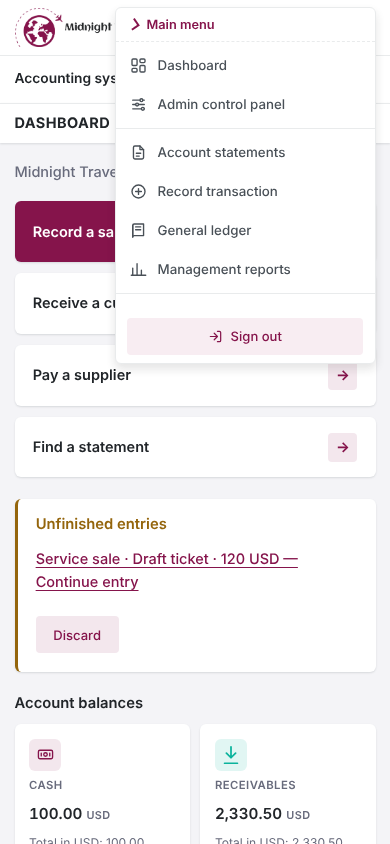 Midnight
Main menu
Dashboard
Admin control panel
Account statements
Record transaction
General ledger
Management reports
Sign out
Accounting sys
DASHBOARD
Midnight Trave
Record a sa
Receive a cu
Pay a supplier
Find a statement
Unfinished entries
Service sale · Draft ticket · 120 USD —
Continue entry
Discard
Account balances
CASH
100.00 USD
Total in USD: 100.00
RECEIVABLES
2,330.50 USD
Total in USD: 2,330.50